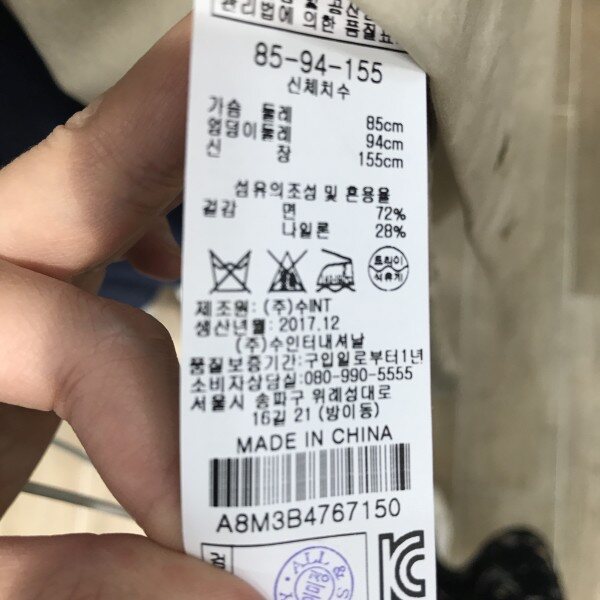 관리법에 의한 품질표
85-94-155
신체치수
가슴 둘레 85cm
엉덩이둘레 94cm
신 장 155cm
섬유의조성 및 혼용율
겉감 면 72%
나일론 28%
드라이
석유계
제조원: (주)수INT
생산년월: 2017.12
(주)수인터내셔날
품질보증기간: 구입일로부터1년
소비자상담실: 080-990-5555
서울시 송파구 위례성대로
16길 21 (방이동)
MADE IN CHINA
A8M3B4767150
ALL & S